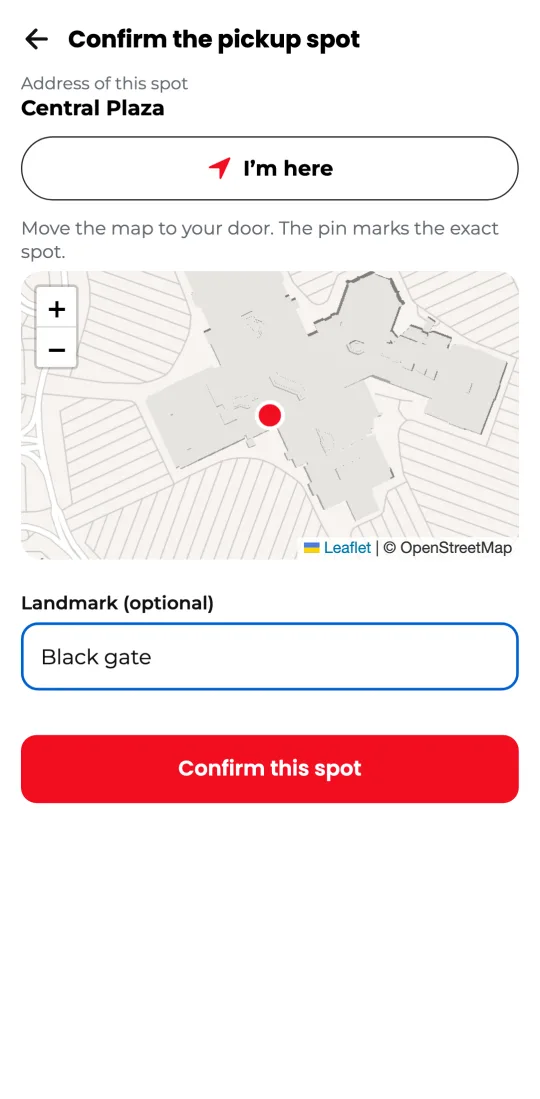 Confirm the pickup spot
Address of this spot
Central Plaza
I’m here
Move the map to your door. The pin marks the exact
spot.
+
−
Leaflet | © OpenStreetMap
Landmark (optional)
Black gate
Confirm this spot